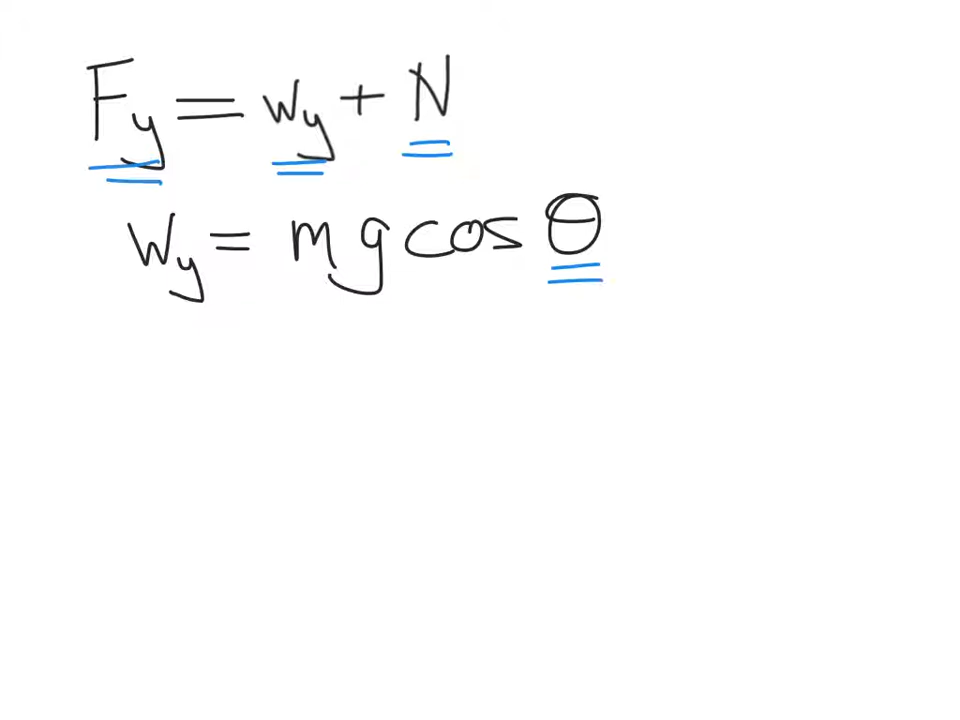 Fy = wy + N
wy = mg cos θ